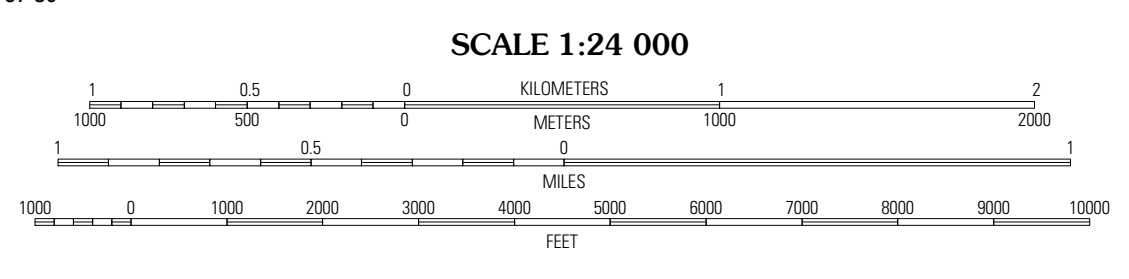 SCALE 1:24 000
1 0.5 0 KILOMETERS 1 2
1000 500 0 METERS 1000 2000
1 0.5 0 1
MILES
1000 0 1000 2000 3000 4000 5000 6000 7000 8000 9000 10000
FEET